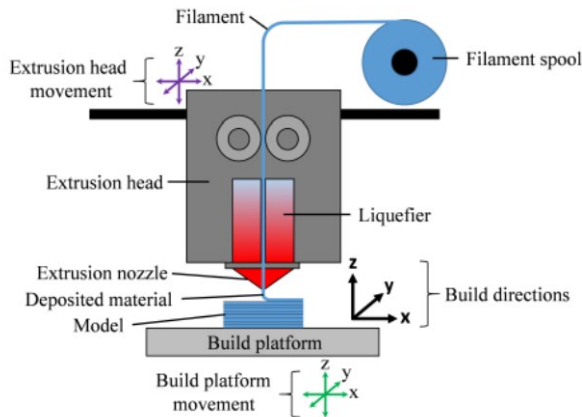 Filament
Extrusion head
movement
z
y
x
Filament spool
Extrusion head
Liquefier
Extrusion nozzle
Deposited material
Model
z
y
x
Build directions
Build platform
Build platform
movement
z
y
x